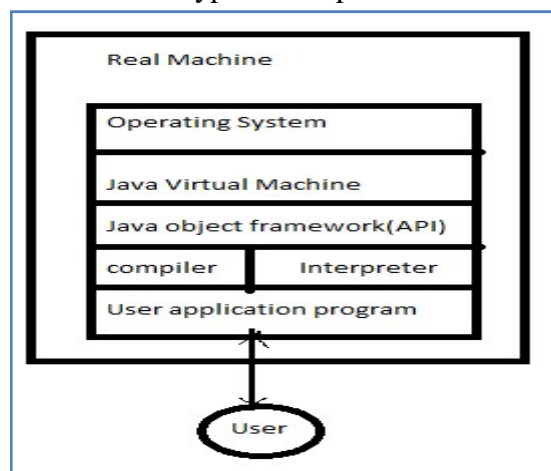 Real Machine
Operating System
Java Virtual Machine
Java object framework(API)
compiler Interpreter
User application program
User